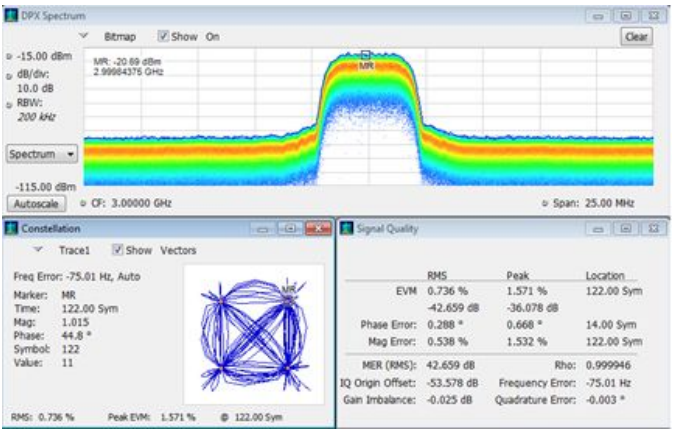 DPX Spectrum
Bitmap Show On Clear
-15.00 dBm
MR: -20.69 dBm
2.99984375 GHz
MR
dB/div:
10.0 dB
RBW:
200 kHz
Spectrum
-115.00 dBm
Autoscale CF: 3.00000 GHz Span: 25.00 MHz
Constellation
Trace1 Show Vectors
Freq Error: -75.01 Hz, Auto
Marker: MR
Time: 122.00 Sym
Mag: 1.015
Phase: 44.8 °
Symbol: 122
Value: 11
MR
RMS: 0.736 % Peak EVM: 1.571 % @ 122.00 Sym
Signal Quality
RMS Peak Location
EVM 0.736 % 1.571 % 122.00 Sym
-42.659 dB -36.078 dB
Phase Error: 0.288 ° 0.668 ° 14.00 Sym
Mag Error: 0.538 % 1.532 % 122.00 Sym
MER (RMS): 42.659 dB Rho: 0.999946
IQ Origin Offset: -53.578 dB Frequency Error: -75.01 Hz
Gain Imbalance: -0.025 dB Quadrature Error: -0.003 °